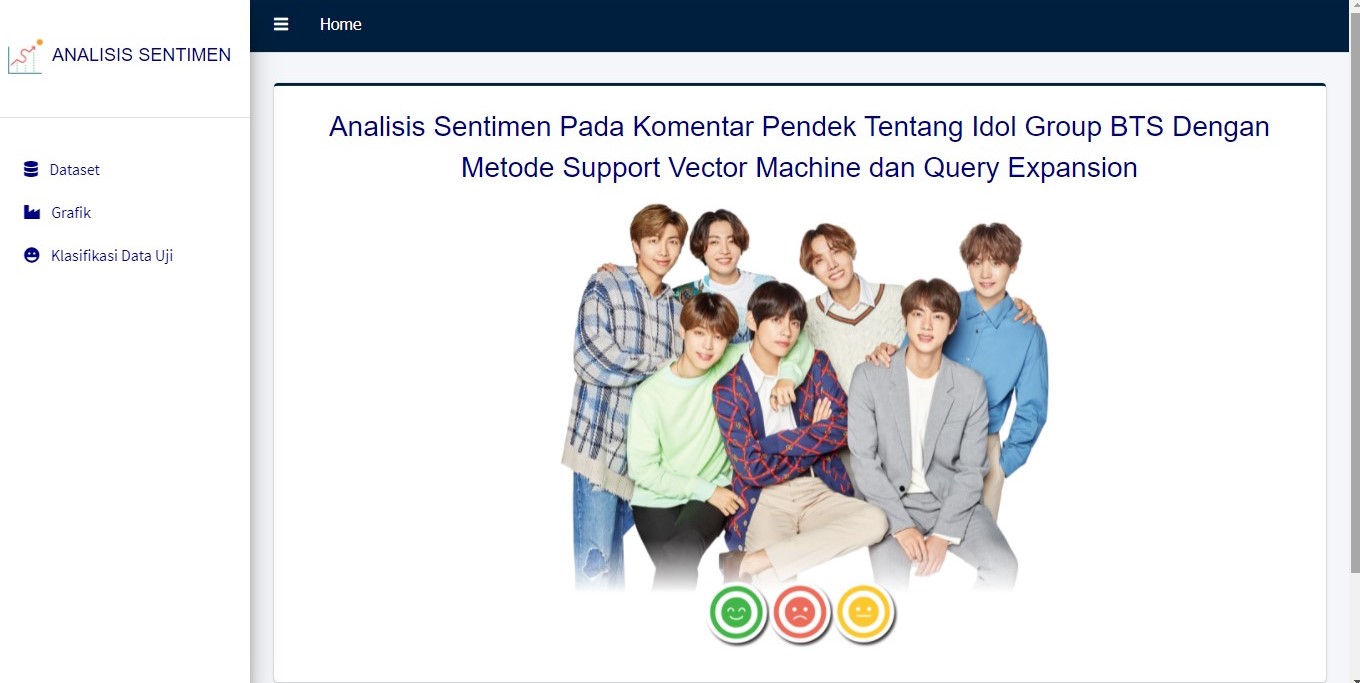 ANALISIS SENTIMEN
Home
Dataset
Grafik
Klasifikasi Data Uji
Analisis Sentimen Pada Komentar Pendek Tentang Idol Group BTS Dengan
Metode Support Vector Machine dan Query Expansion